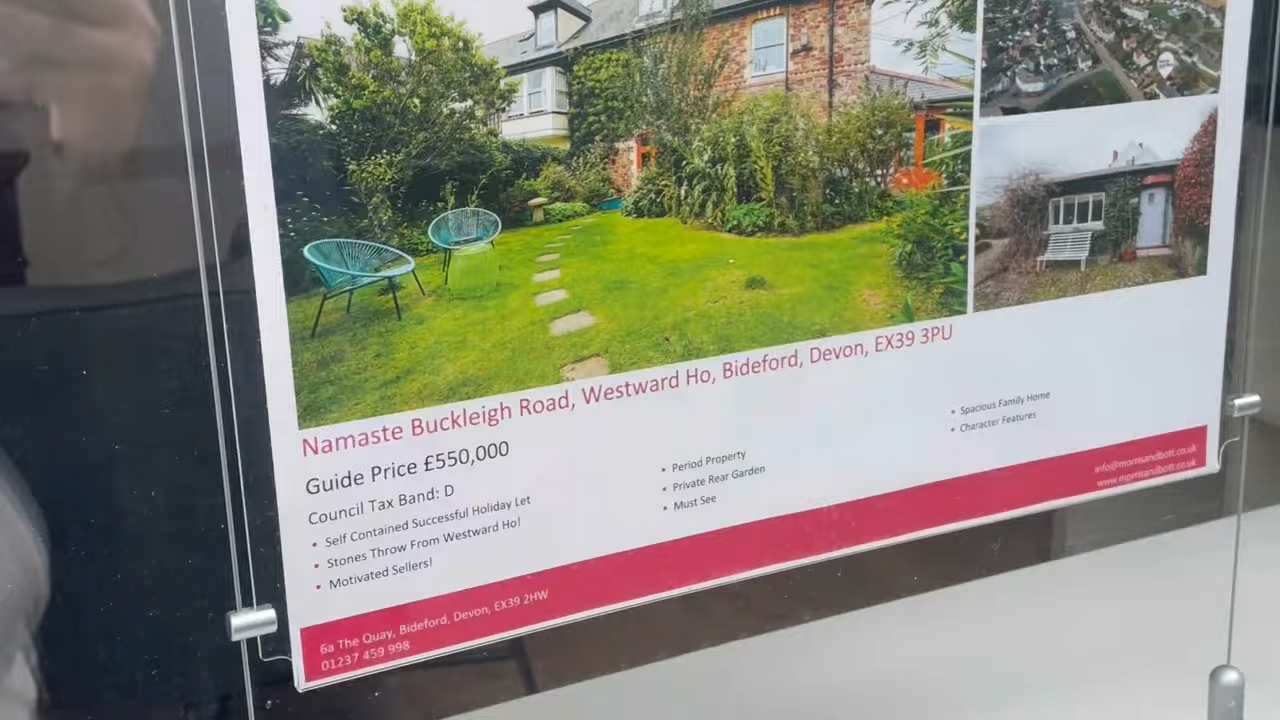 Namaste Buckleigh Road, Westward Ho, Bideford, Devon, EX39 3PU
Guide Price £550,000
Council Tax Band: D
• Self Contained Successful Holiday Let
• Stones Throw From Westward Ho!
• Motivated Sellers!
• Period Property
• Private Rear Garden
• Must See
• Spacious Family Home
• Character Features
6a The Quay, Bideford, Devon, EX39 2HW
01237 459 998
info@morrisandbott.co.uk
www.morrisandbott.co.uk